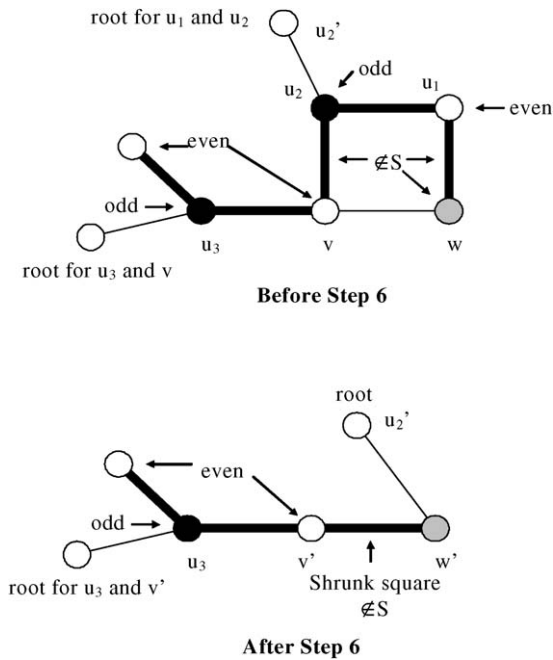 root for u₁ and u₂
u₂'
odd
u₂
u₁
even
even
∉S
odd
u₃
v
w
root for u₃ and v
Before Step 6
root
u₂'
even
odd
u₃
v'
w'
root for u₃ and v'
Shrunk square
∉S
After Step 6